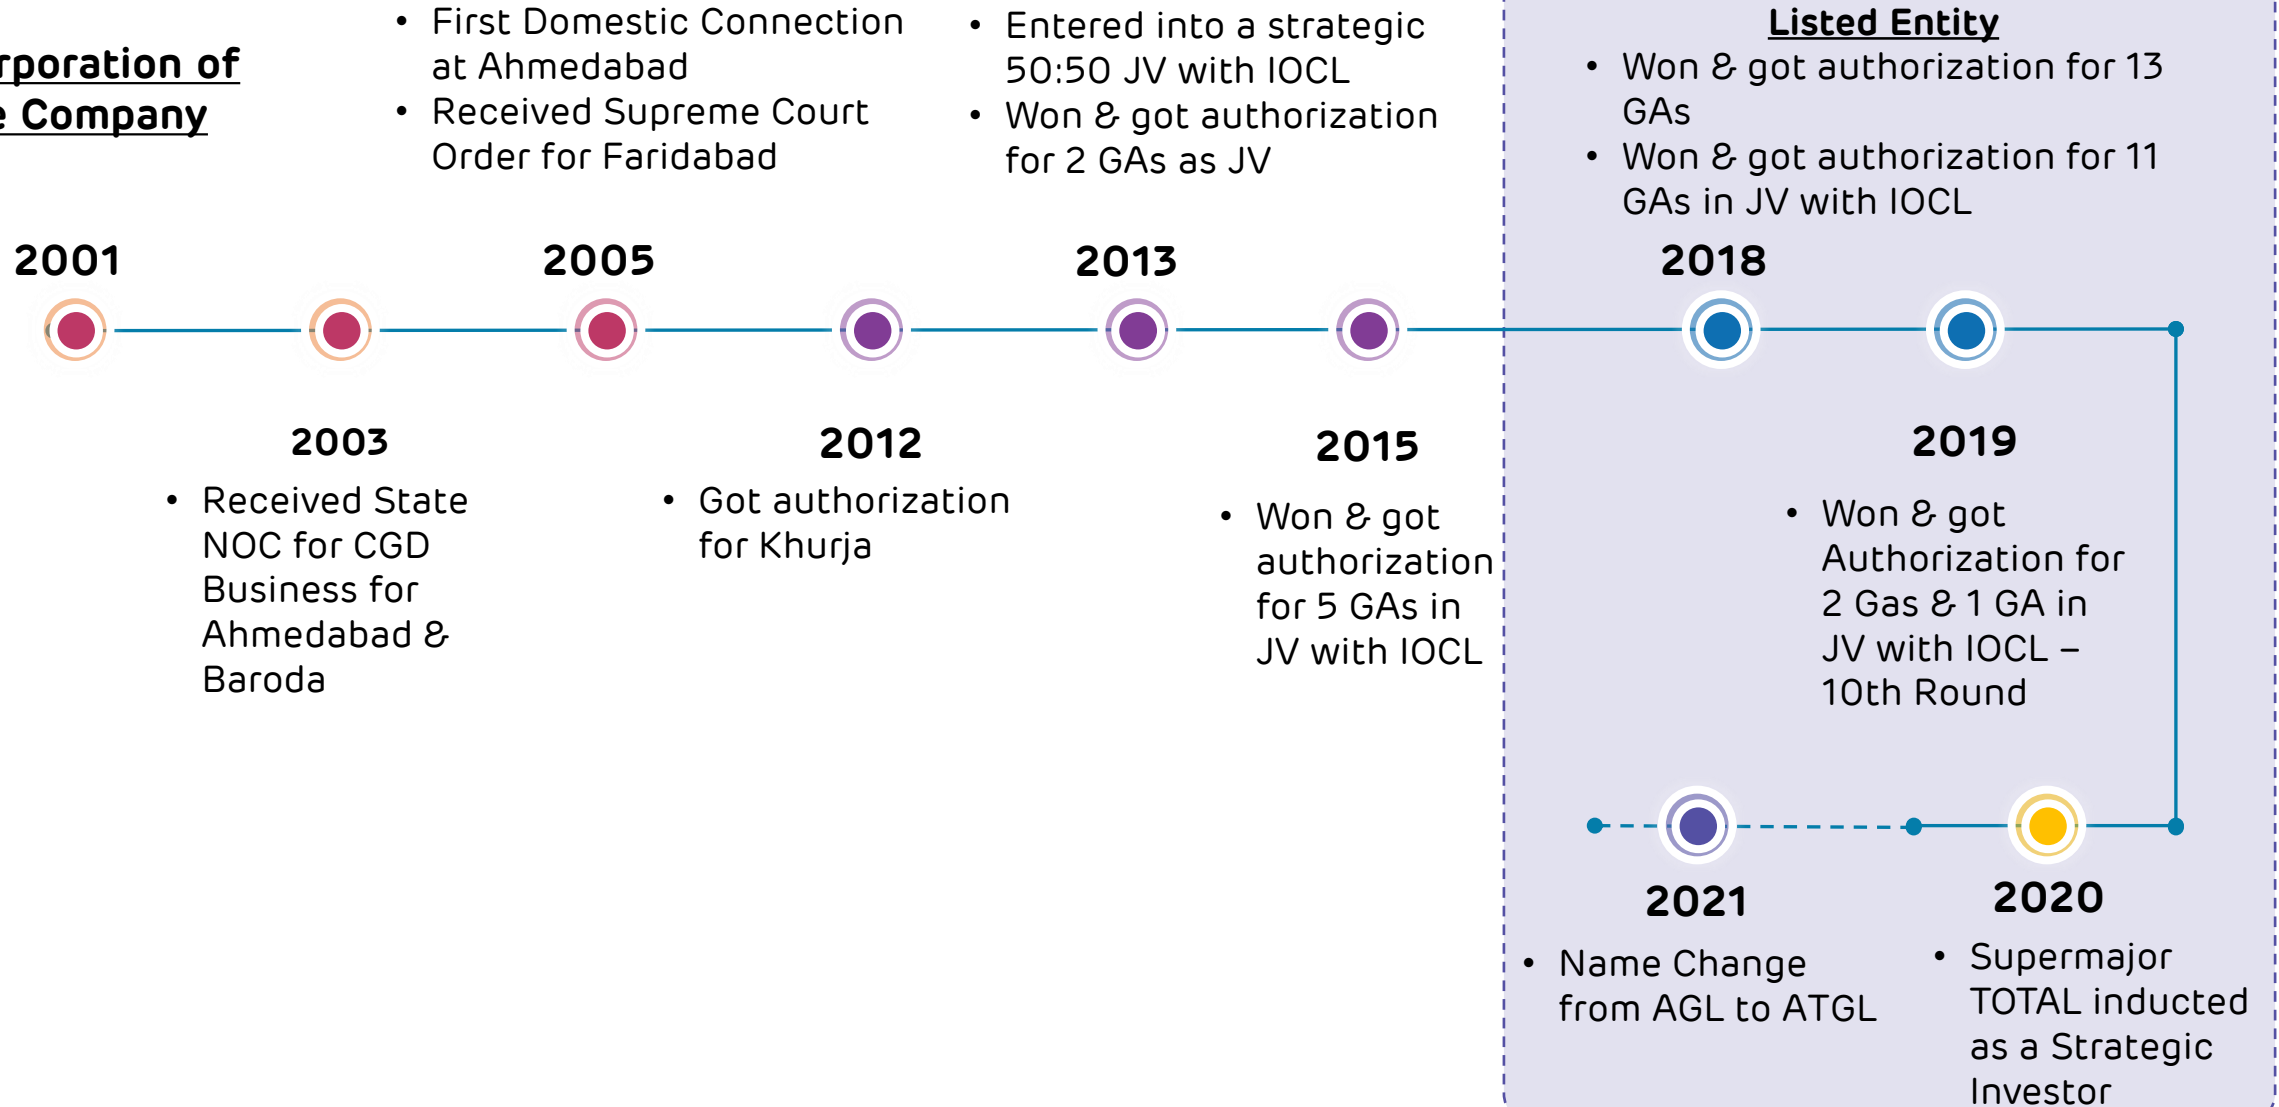 rporation of
e Company
2001
2003
• Received State
NOC for CGD
Business for
Ahmedabad &
Baroda
• First Domestic Connection
at Ahmedabad
• Received Supreme Court
Order for Faridabad
2005
2012
• Got authorization
for Khurja
• Entered into a strategic
50:50 JV with IOCL
• Won & got authorization
for 2 GAs as JV
2013
2015
• Won & got
authorization
for 5 GAs in
JV with IOCL
Listed Entity
• Won & got authorization for 13
GAs
• Won & got authorization for 11
GAs in JV with IOCL
2018
2019
• Won & got
Authorization for
2 Gas & 1 GA in
JV with IOCL –
10th Round
2020
• Supermajor
TOTAL inducted
as a Strategic
Investor
2021
• Name Change
from AGL to ATGL